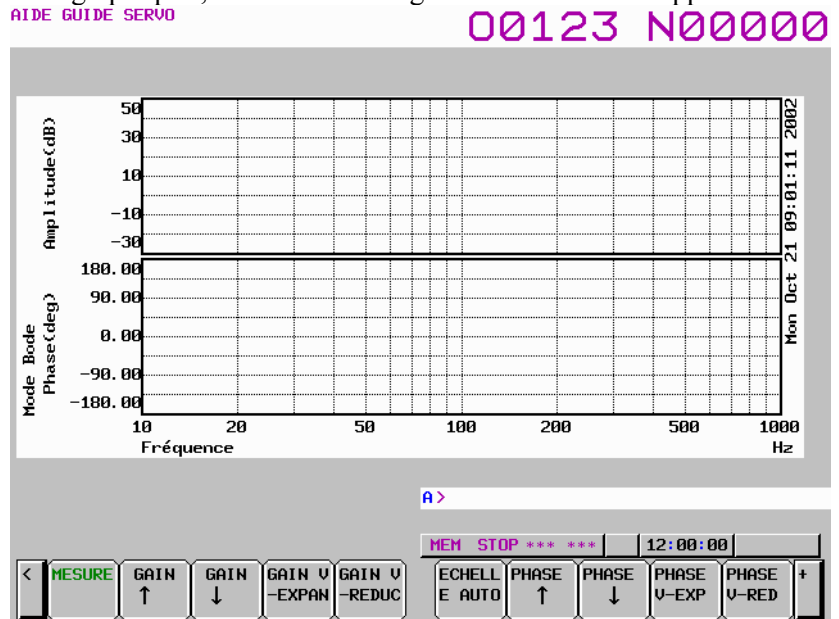 AIDE GUIDE SERVO
O0123 N00000
50
30
10
-10
-30
Amplitude(dB)
180.00
90.00
0.00
-90.00
-180.00
Mode Bode
Phase(deg)
Mon Oct 21 09:01:11 2002
10 20 50 100 200 500 1000
Fréquence Hz
A>
MEM STOP *** *** 12:00:00
< MESURE GAIN ↑ GAIN ↓ GAIN V -EXPAN GAIN V -REDUC ECHELL E AUTO PHASE ↑ PHASE ↓ PHASE V-EXP PHASE V-RED +